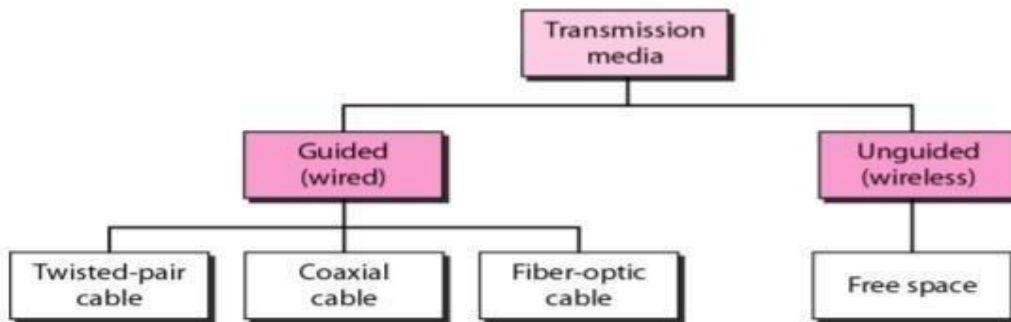 Transmission
media
Guided
(wired)
Unguided
(wireless)
Twisted-pair
cable
Coaxial
cable
Fiber-optic
cable
Free space